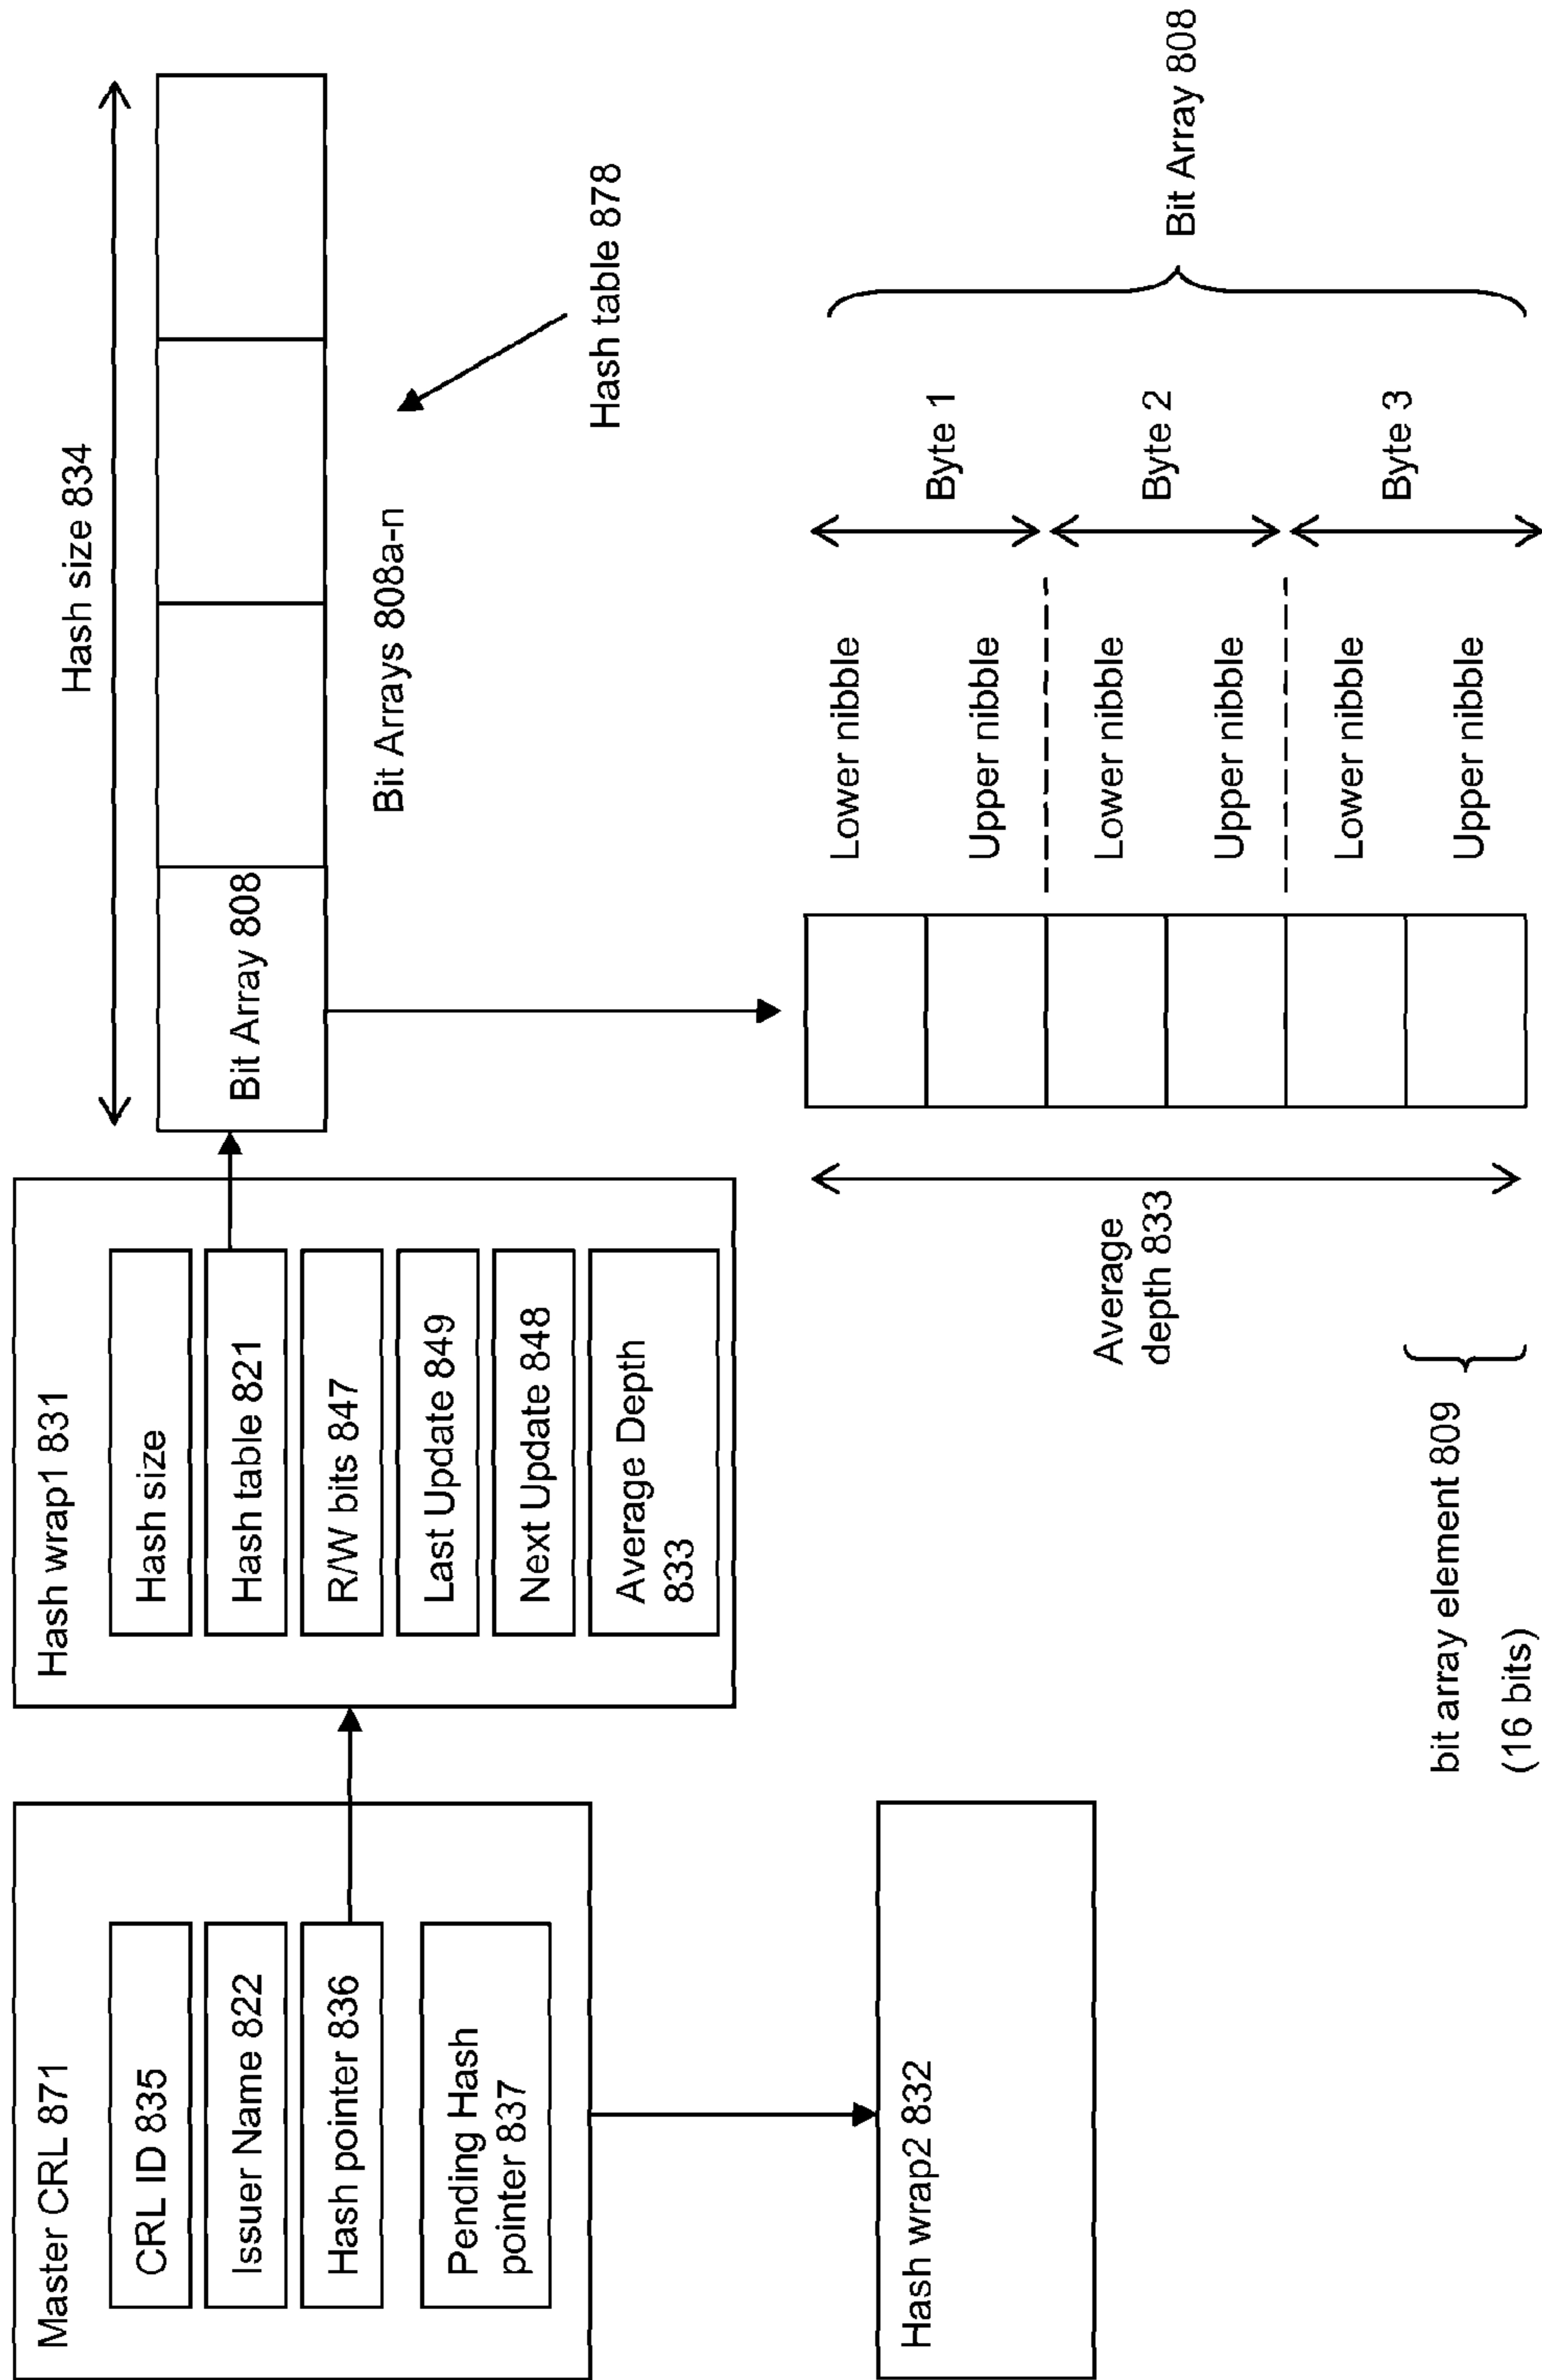 Master CRL 871
CRL ID 835
Issuer Name 822
Hash pointer 836
Pending Hash
pointer 837
Hash wrap2 832
Hash wrap1 831
Hash size
Hash table 821
R/W bits 847
Last Update 849
Next Update 848
Average Depth
833
Hash size 834
Bit Array 808
Bit Arrays 808a-n
Hash table 878
Average
depth 833
bit array element 809
(16 bits)
Lower nibble
Upper nibble
Lower nibble
Upper nibble
Lower nibble
Upper nibble
Byte 1
Byte 2
Byte 3
Bit Array 808